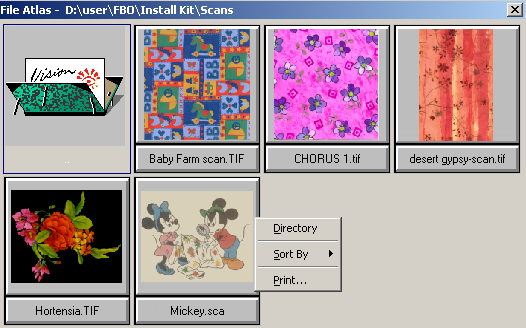 File Atlas - D:\user\FBO\Install Kit\Scans
Vision
..
Baby Farm scan.TIF
CHORUS 1.tif
desert gypsy-scan.tif
Hortensia.TIF
Mickey.sca
Directory
Sort By
Print...